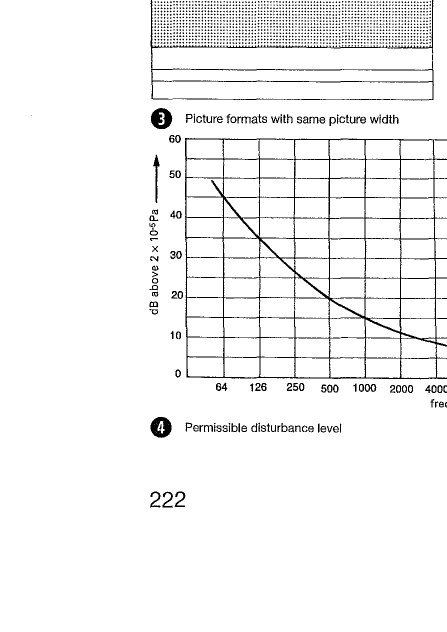 3 Picture formats with same picture width
60
50
40
30
20
10
0
dB above 2 × 10⁻⁵Pa
64 126 250 500 1000 2000 4000
freq
4 Permissible disturbance level
222